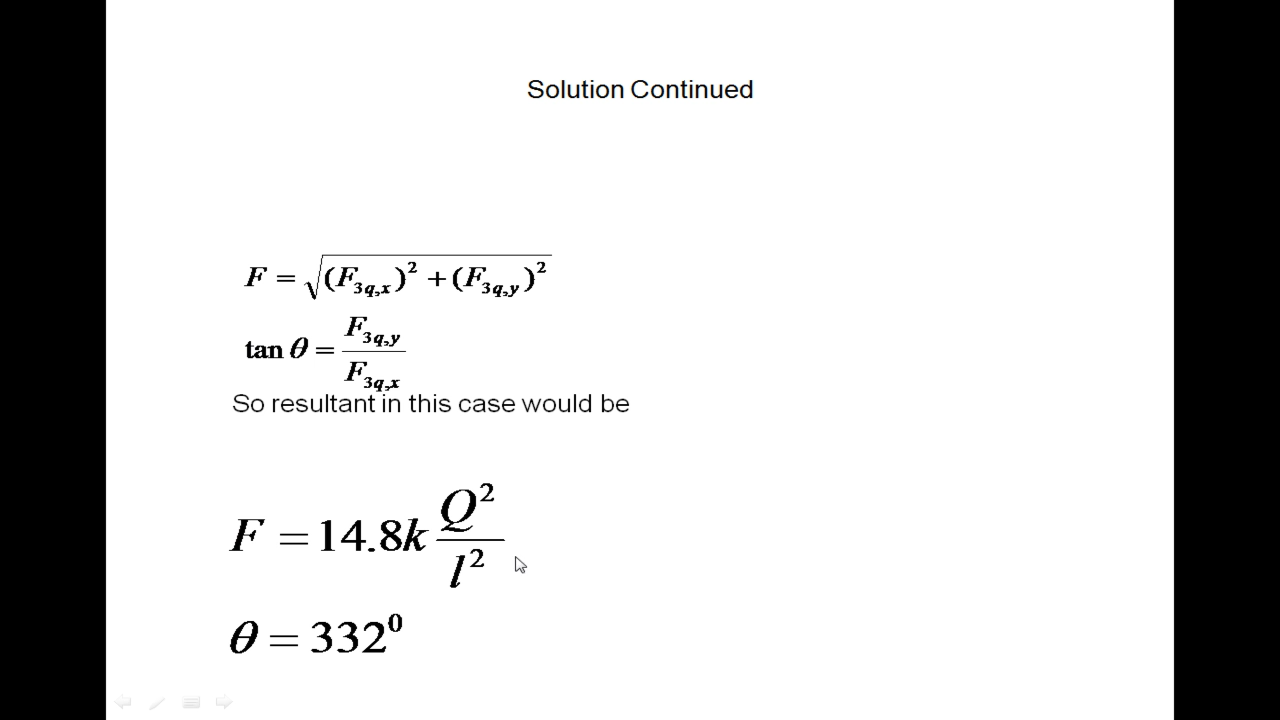 Solution Continued
F = √((F₃q,x)² + (F₃q,y)²)
tan θ = F₃q,y / F₃q,x
So resultant in this case would be
F = 14.8k Q² / l²
θ = 332⁰